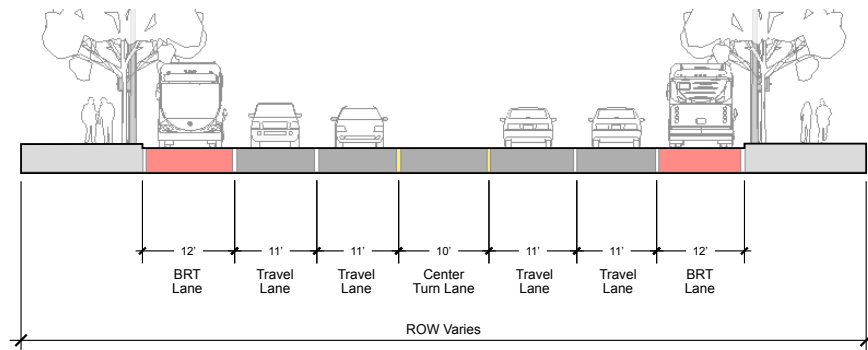 12' 11' 11' 10' 11' 11' 12'
BRT Lane
Travel Lane
Travel Lane
Center Turn Lane
Travel Lane
Travel Lane
BRT Lane
ROW Varies